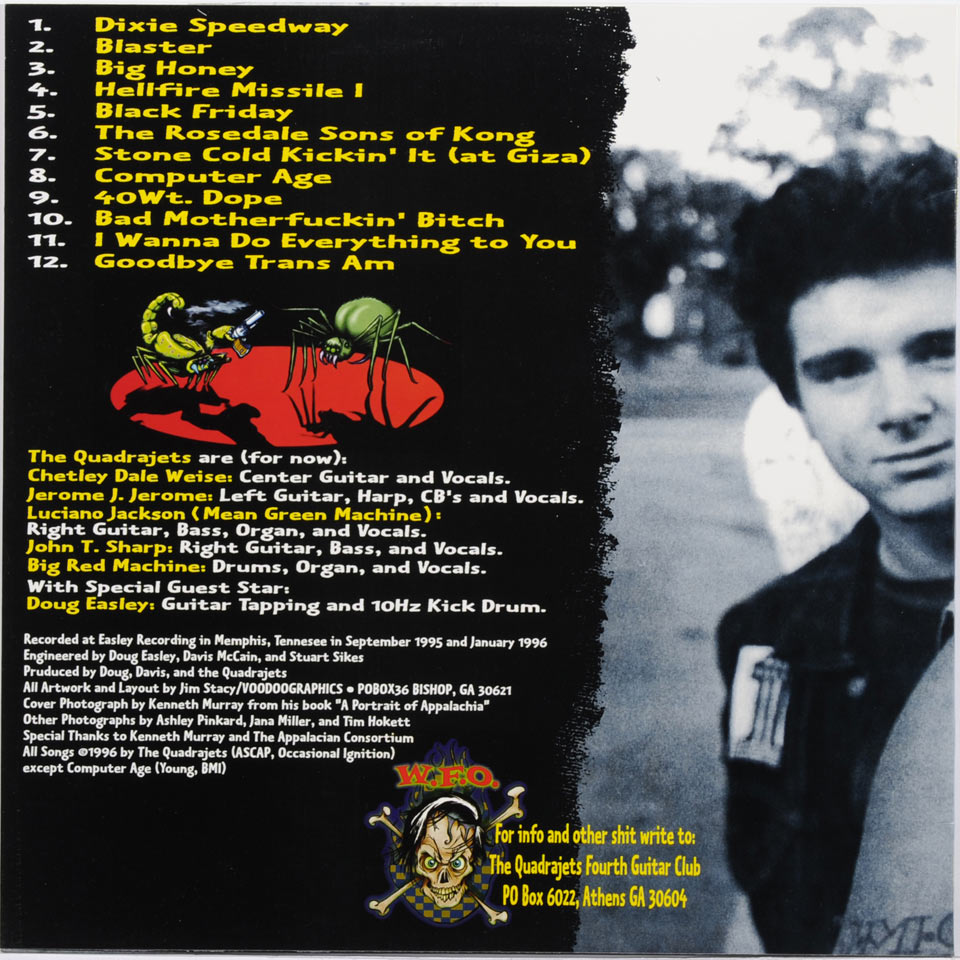 1. Dixie Speedway
2. Blaster
3. Big Honey
4. Hellfire Missile I
5. Black Friday
6. The Rosedale Sons of Kong
7. Stone Cold Kickin' It (at Giza)
8. Computer Age
9. 40Wt. Dope
10. Bad Motherfuckin' Bitch
11. I Wanna Do Everything to You
12. Goodbye Trans Am
The Quadrajets are (for now):
Chetley Dale Weise: Center Guitar and Vocals.
Jerome J. Jerome: Left Guitar, Harp, CB's and Vocals.
Luciano Jackson (Mean Green Machine):
Right Guitar, Bass, Organ, and Vocals.
John T. Sharp: Right Guitar, Bass, and Vocals.
Big Red Machine: Drums, Organ, and Vocals.
With Special Guest Star:
Doug Easley: Guitar Tapping and 10Hz Kick Drum.
Recorded at Easley Recording in Memphis, Tennesee in September 1995 and January 1996
Engineered by Doug Easley, Davis McCain, and Stuart Sikes
Pruduced by Doug, Davis, and the Quadrajets
All Artwork and Layout by Jim Stacy/VOODOOGRAPHICS • POBOX36 BISHOP, GA 30621
Cover Photograph by Kenneth Murray from his book "A Portrait of Appalachia"
Other Photographs by Ashley Pinkard, Jana Miller, and Tim Hokett
Special Thanks to Kenneth Murray and The Appalacian Consortium
All Songs ©1996 by The Quadrajets (ASCAP, Occasional Ignition)
except Computer Age (Young, BMI)
W.F.O.
For info and other shit write to:
The Quadrajets Fourth Guitar Club
PO Box 6022, Athens GA 30604